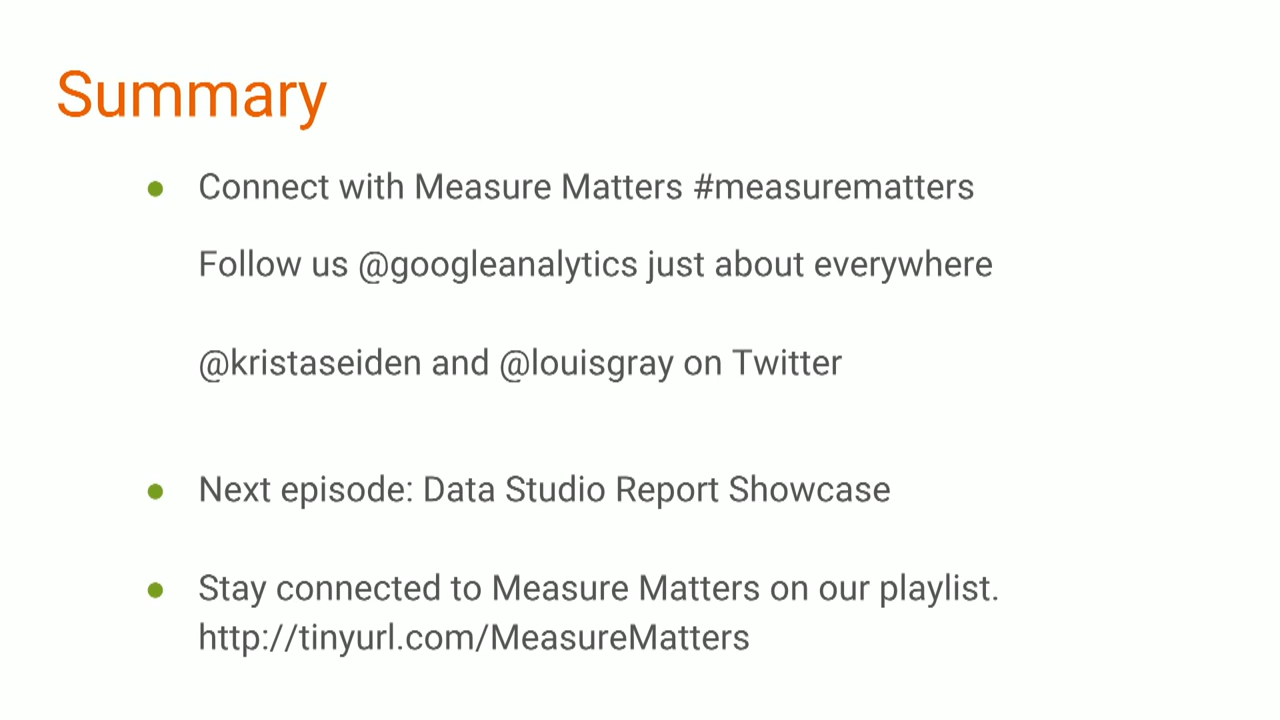 Summary
● Connect with Measure Matters #measurematters
Follow us @googleanalytics just about everywhere
@kristaseiden and @louisgray on Twitter
● Next episode: Data Studio Report Showcase
● Stay connected to Measure Matters on our playlist.
http://tinyurl.com/MeasureMatters